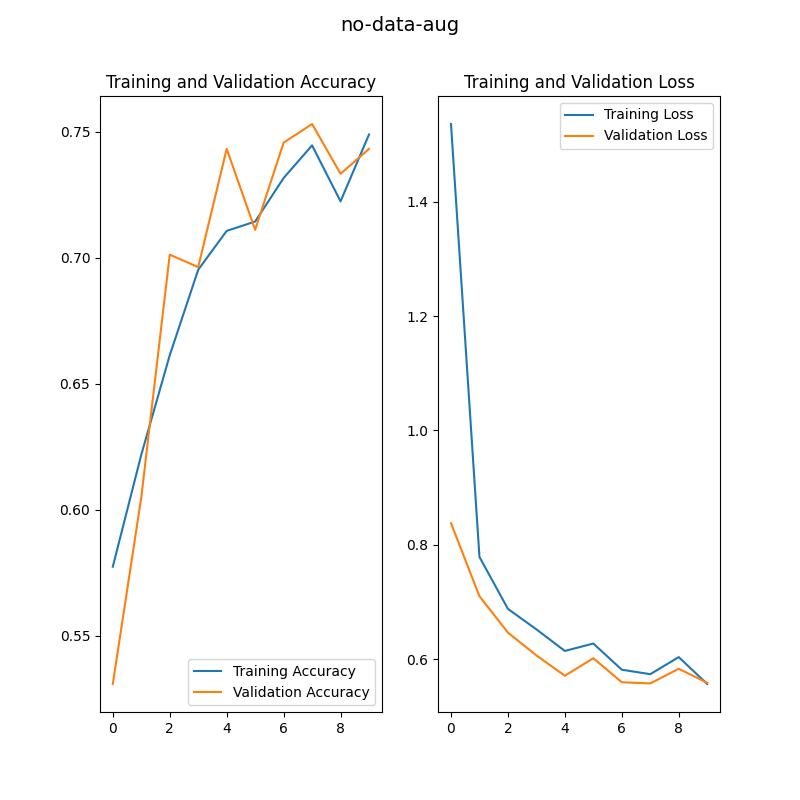 no-data-aug
Training and Validation Accuracy
0.75
0.70
0.65
0.60
0.55
0 2 4 6 8
Training Accuracy
Validation Accuracy
Training and Validation Loss
1.4
1.2
1.0
0.8
0.6
0 2 4 6 8
Training Loss
Validation Loss